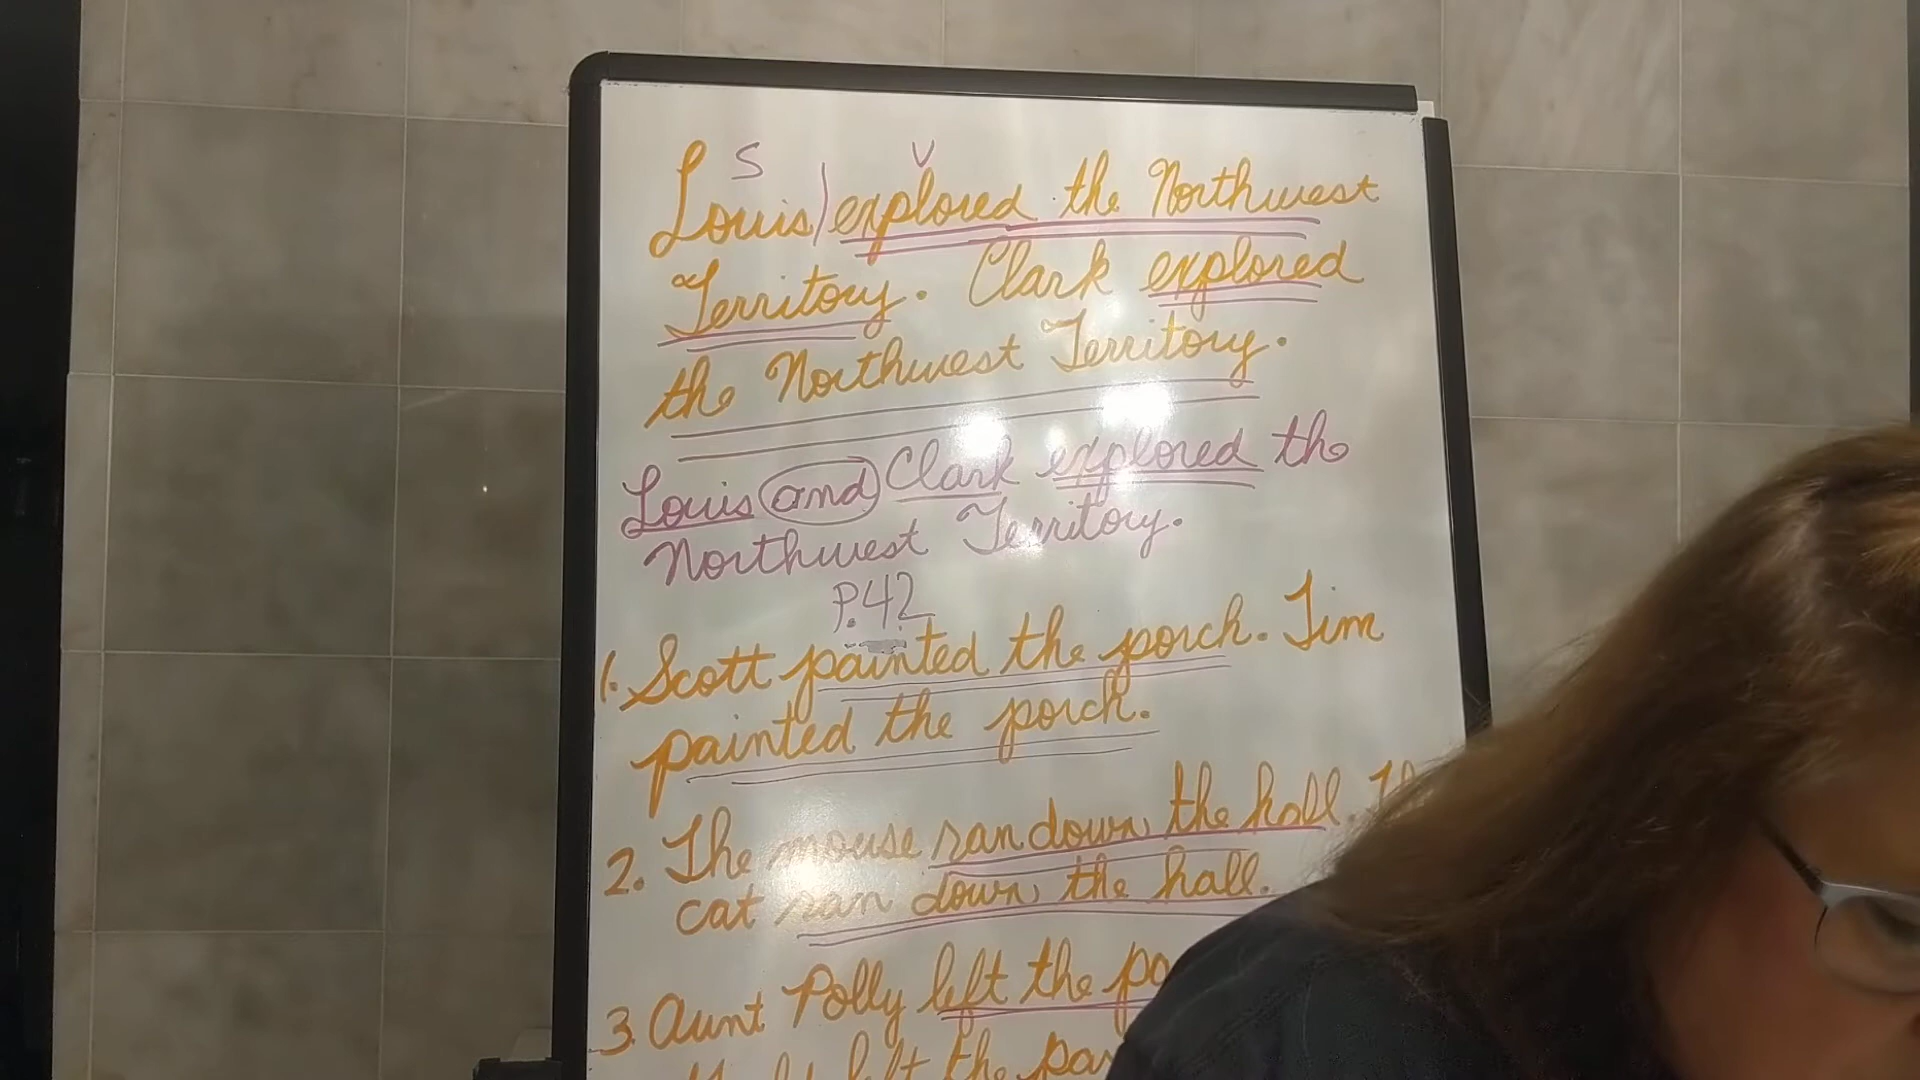 S V
Louis/explored the Northwest
Territory. Clark explored
the Northwest Territory.
Louis and Clark explored the
Northwest Territory.
P.42
1. Scott painted the porch. Tim
painted the porch.
2. The mouse ran down the hall.
cat ran down the hall.
3. Aunt Polly left the
left the